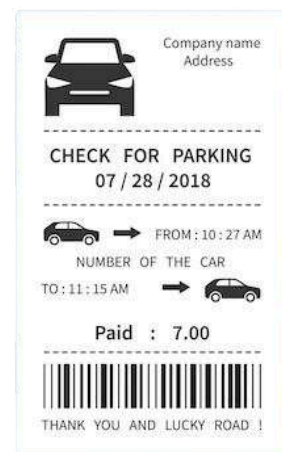 Company name
Address
CHECK FOR PARKING
07 / 28 / 2018
FROM : 10 : 27 AM
NUMBER OF THE CAR
TO : 11 : 15 AM
Paid : 7.00
THANK YOU AND LUCKY ROAD !